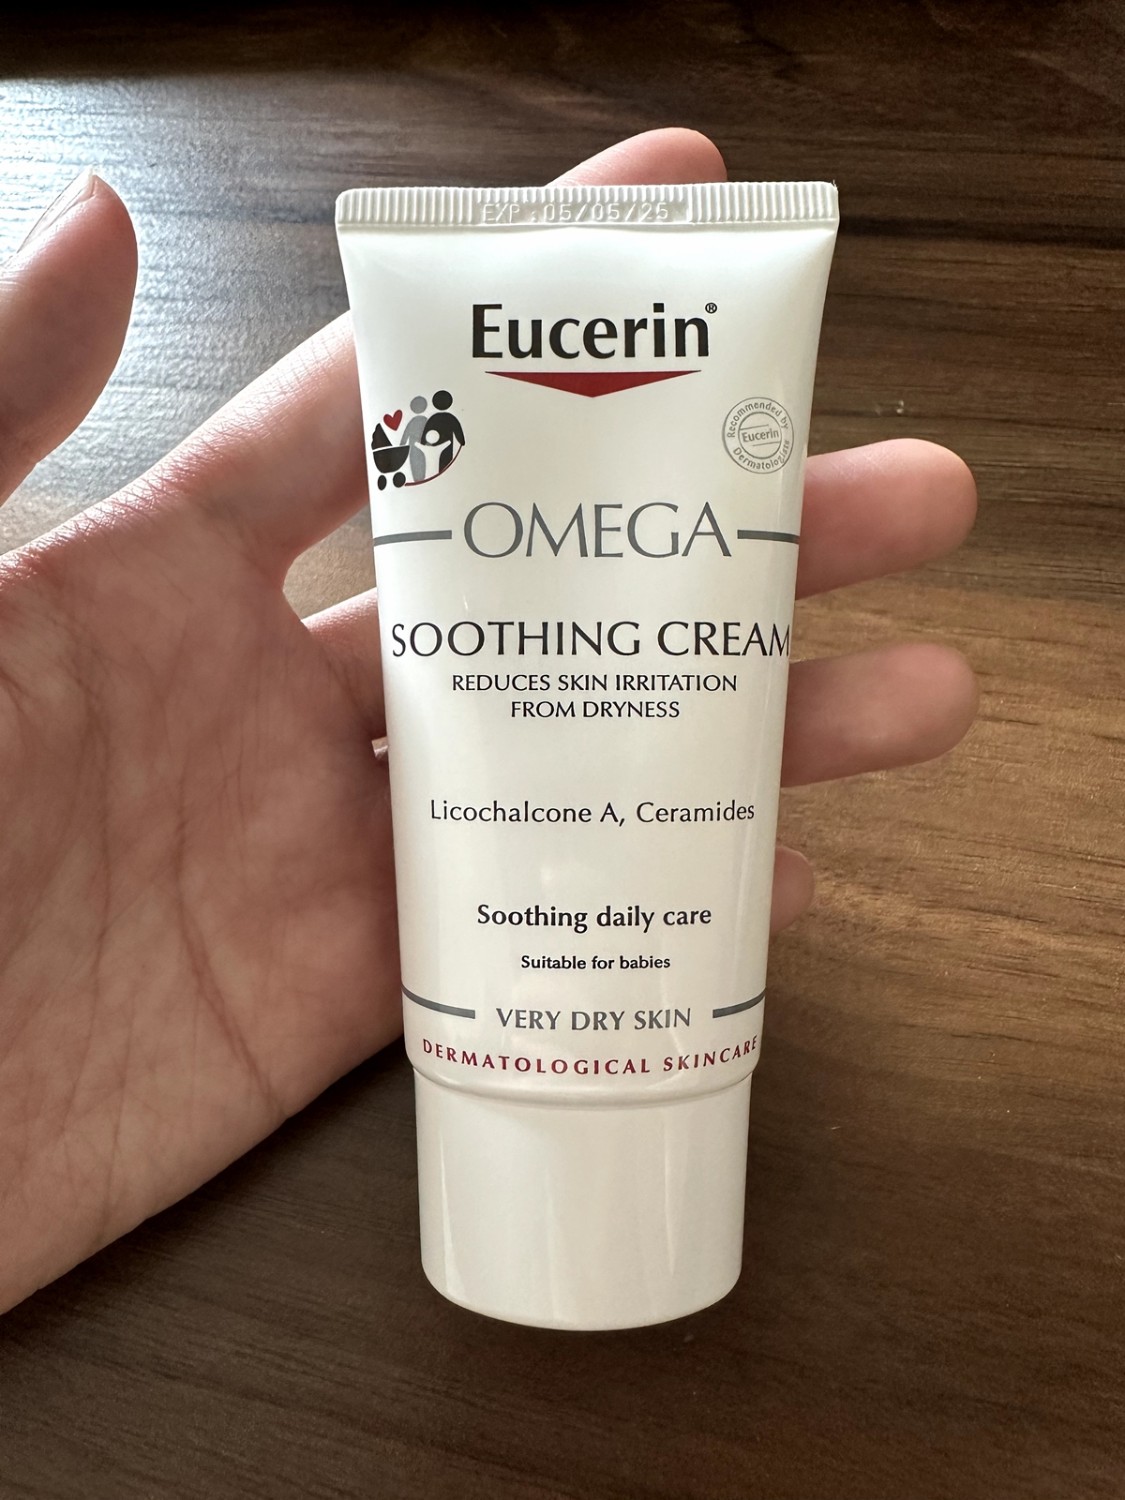 EXP : 05/05/25
Eucerin®
Recommended by
Eucerin
Dermatologists
OMEGA
SOOTHING CREAM
REDUCES SKIN IRRITATION
FROM DRYNESS
Licochalcone A, Ceramides
Soothing daily care
Suitable for babies
VERY DRY SKIN
DERMATOLOGICAL SKINCARE